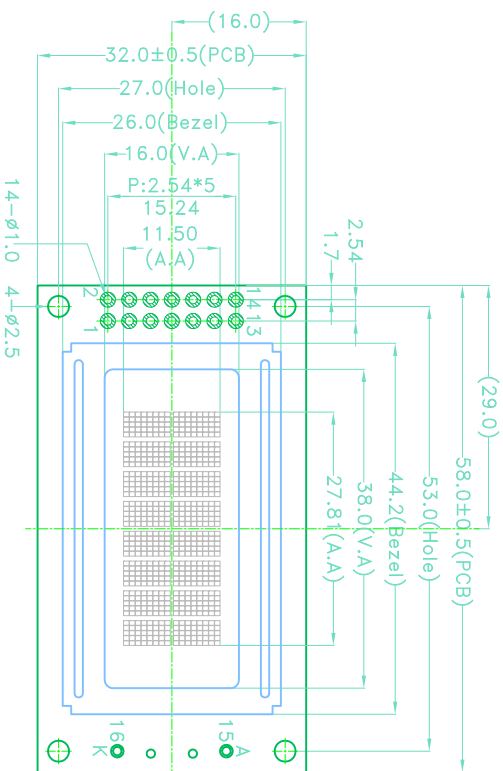 (16.0)
32.0±0.5(PCB)
27.0(Hole)
26.0(Bezel)
16.0(V.A)
P:2.54*5
15.24
11.50
(A.A)
14-ø1.0
4-ø2.5
2.54
1.7
2
14
1
13
(29.0)
58.0±0.5(PCB)
53.0(Hole)
44.2(Bezel)
38.0(V.A)
27.81(A.A)
16
K
15
A